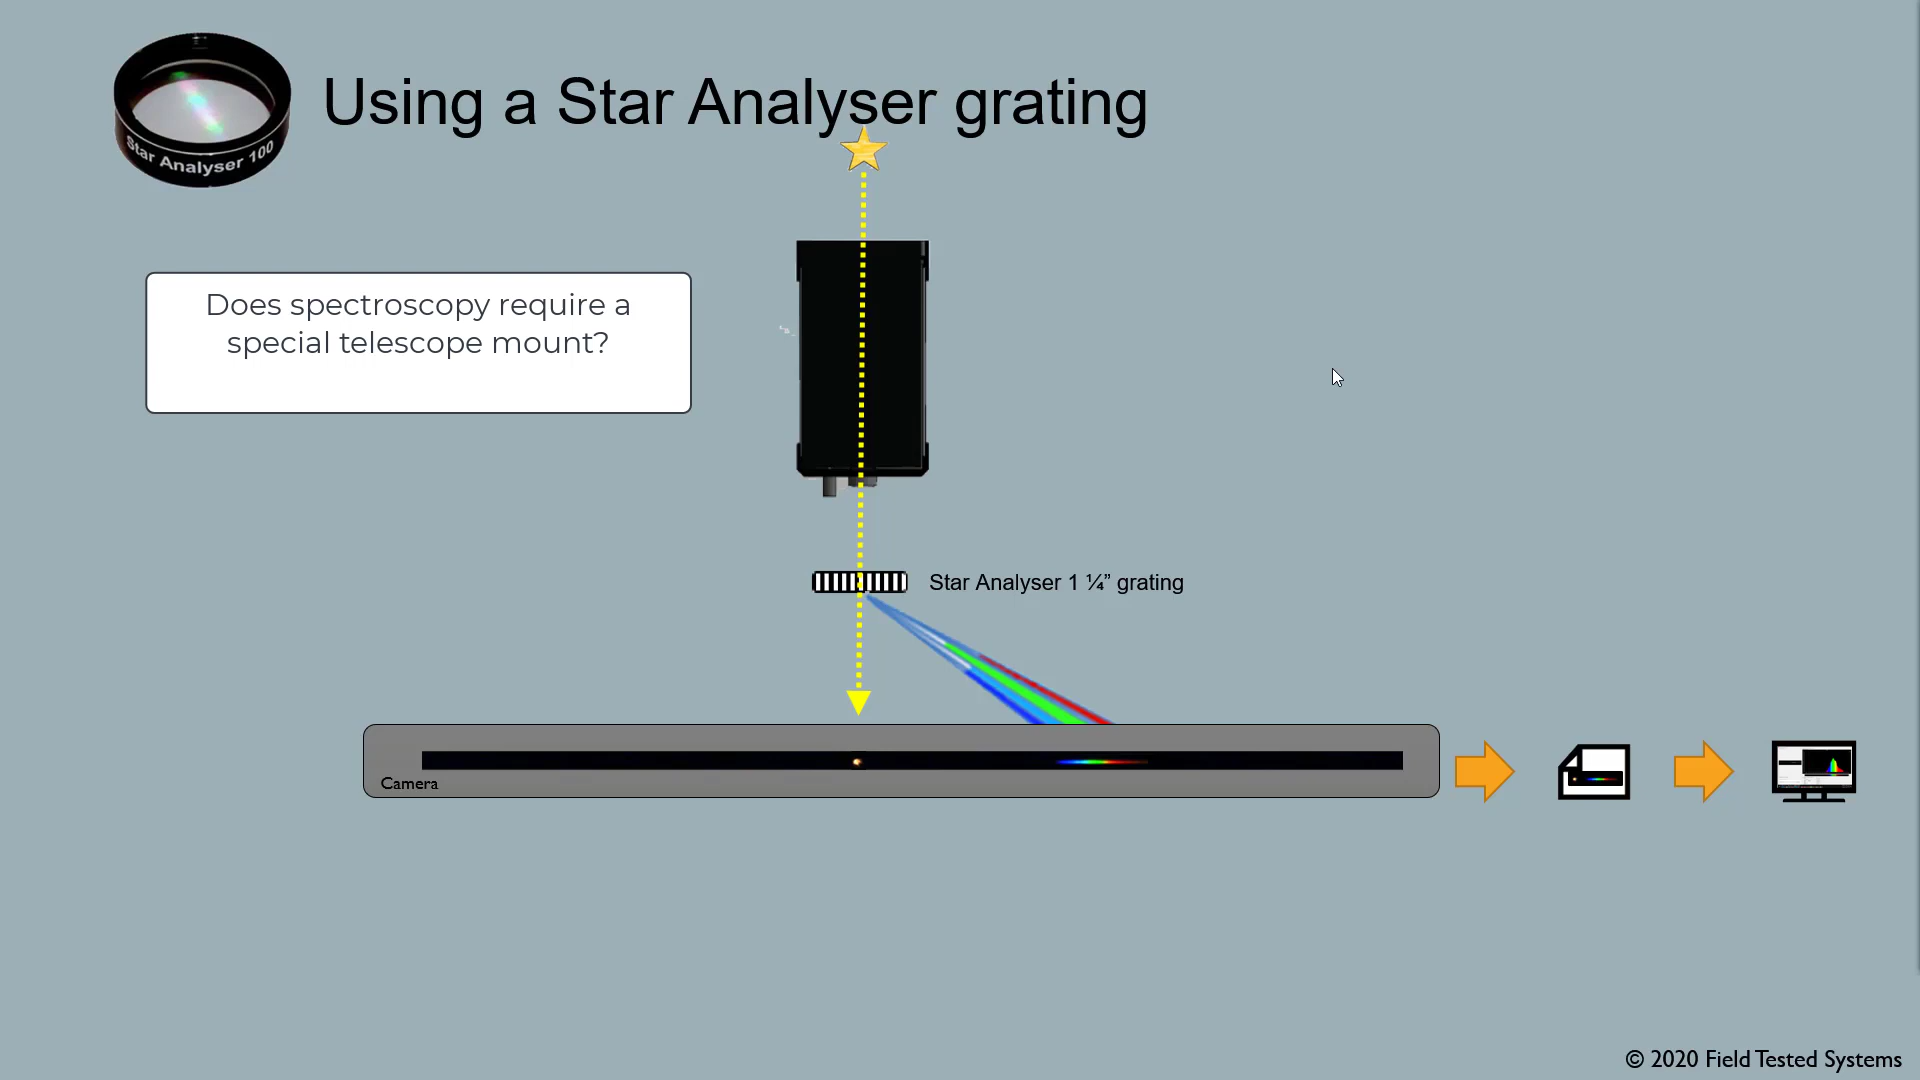 Using a Star Analyser grating
Star Analyser 100
Does spectroscopy require a
special telescope mount?
Star Analyser 1 ¼” grating
Camera
© 2020 Field Tested Systems